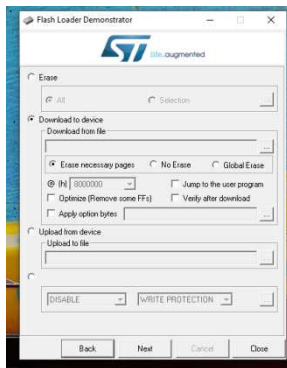 Flash Loader Demonstrator
ST life.augmented
Erase
All Selection ...
Download to device
Download from file
...
Erase necessary pages No Erase Global Erase
@ (h) 8000000 Jump to the user program
Optimize (Remove some FFs) Verify after download
Apply option bytes ...
Upload from device
Upload to file
...
DISABLE WRITE PROTECTION ...
Back Next Cancel Close